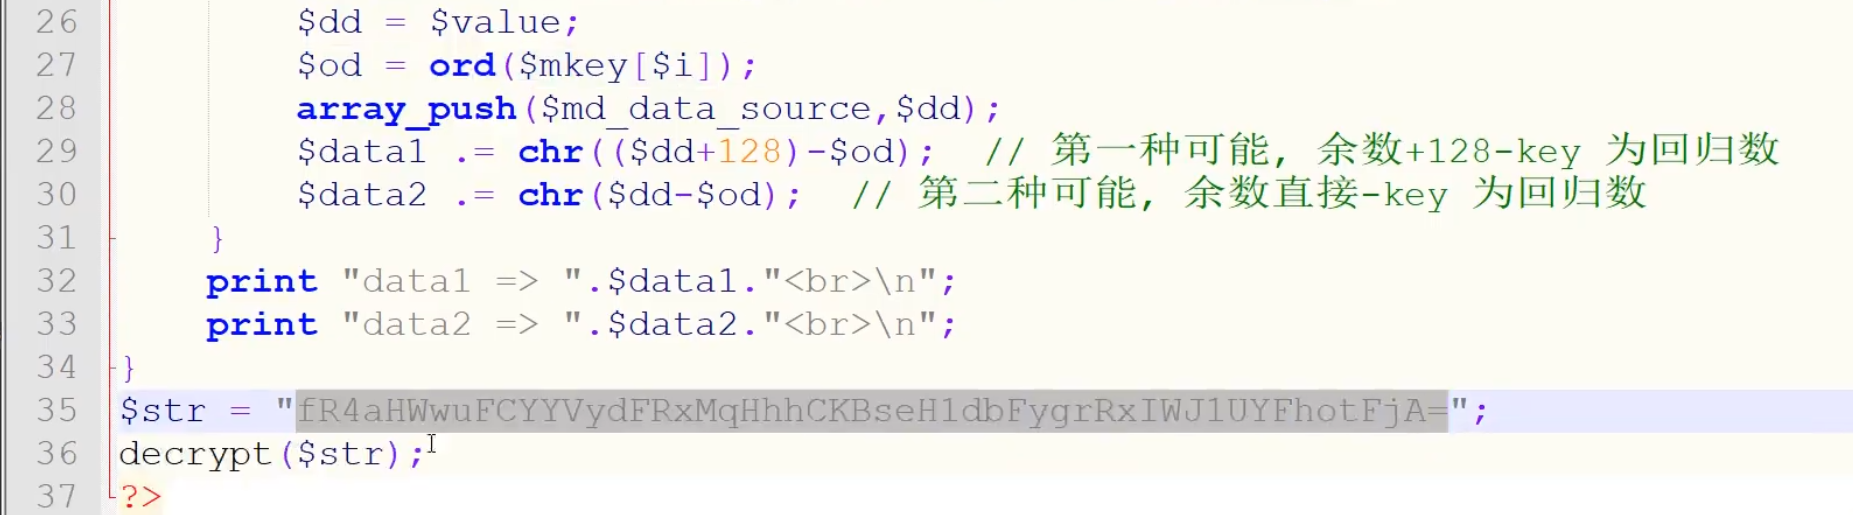 26 $dd = $value;
27 $od = ord($mkey[$i]);
28 array_push($md_data_source,$dd);
29 $data1 .= chr(($dd+128)-$od); // 第一种可能, 余数+128-key 为回归数
30 $data2 .= chr($dd-$od); // 第二种可能, 余数直接-key 为回归数
31 }
32 print "data1 => ".$data1."<br>\n";
33 print "data2 => ".$data2."<br>\n";
34 }
35 $str = "fR4aHWwuFCYYVydFRxMqHhhCKBseH1dbFygrRxIWJ1UYFhotFjA=";
36 decrypt($str);
37 ?>